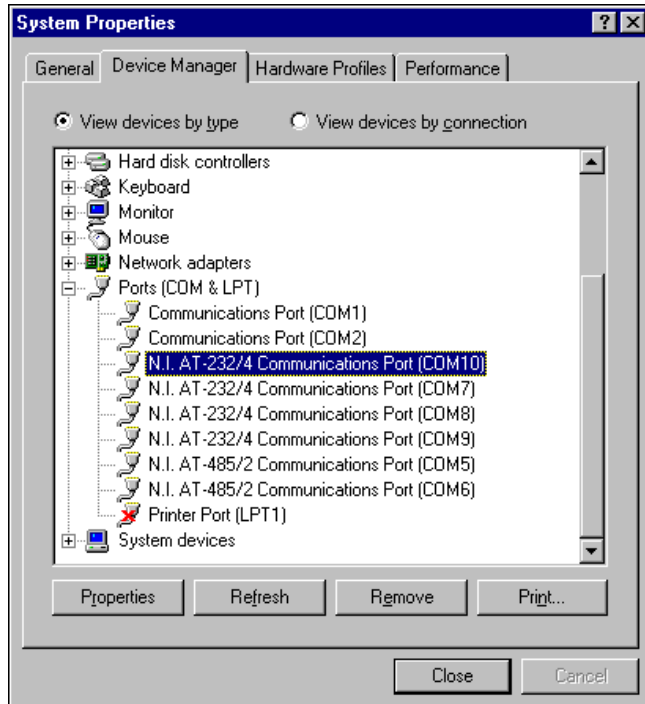 System Properties
General Device Manager Hardware Profiles Performance
View devices by type View devices by connection
Hard disk controllers
Keyboard
Monitor
Mouse
Network adapters
Ports (COM & LPT)
Communications Port (COM1)
Communications Port (COM2)
N.I. AT-232/4 Communications Port (COM10)
N.I. AT-232/4 Communications Port (COM7)
N.I. AT-232/4 Communications Port (COM8)
N.I. AT-232/4 Communications Port (COM9)
N.I. AT-485/2 Communications Port (COM5)
N.I. AT-485/2 Communications Port (COM6)
Printer Port (LPT1)
System devices
Properties Refresh Remove Print...
Close Cancel